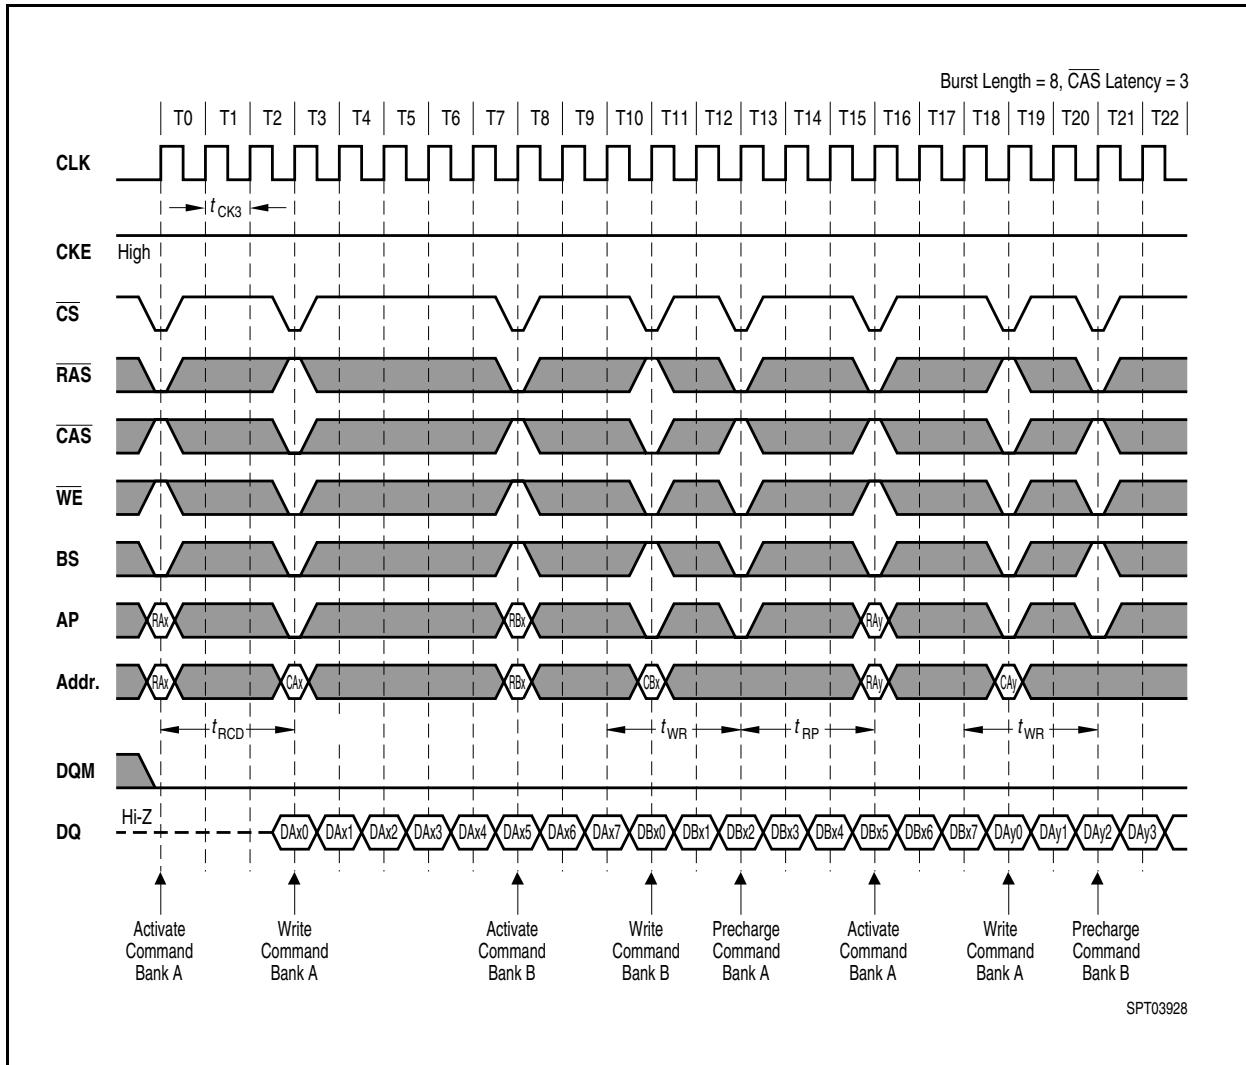 Burst Length = 8, CAS Latency = 3
T0 T1 T2 T3 T4 T5 T6 T7 T8 T9 T10 T11 T12 T13 T14 T15 T16 T17 T18 T19 T20 T21 T22
CLK
tCK3
CKE High
CS
RAS
CAS
WE
BS
AP RAx RBx RAy
Addr. RAx CAx RBx CBx RAy CAy
tRCD tWR tRP tWR
DQM
Hi-Z
DQ DAx0 DAx1 DAx2 DAx3 DAx4 DAx5 DAx6 DAx7 DBx0 DBx1 DBx2 DBx3 DBx4 DBx5 DBx6 DBx7 DAy0 DAy1 DAy2 DAy3
Activate Command Bank A
Write Command Bank A
Activate Command Bank B
Write Command Bank B
Precharge Command Bank A
Activate Command Bank A
Write Command Bank A
Precharge Command Bank B
SPT03928